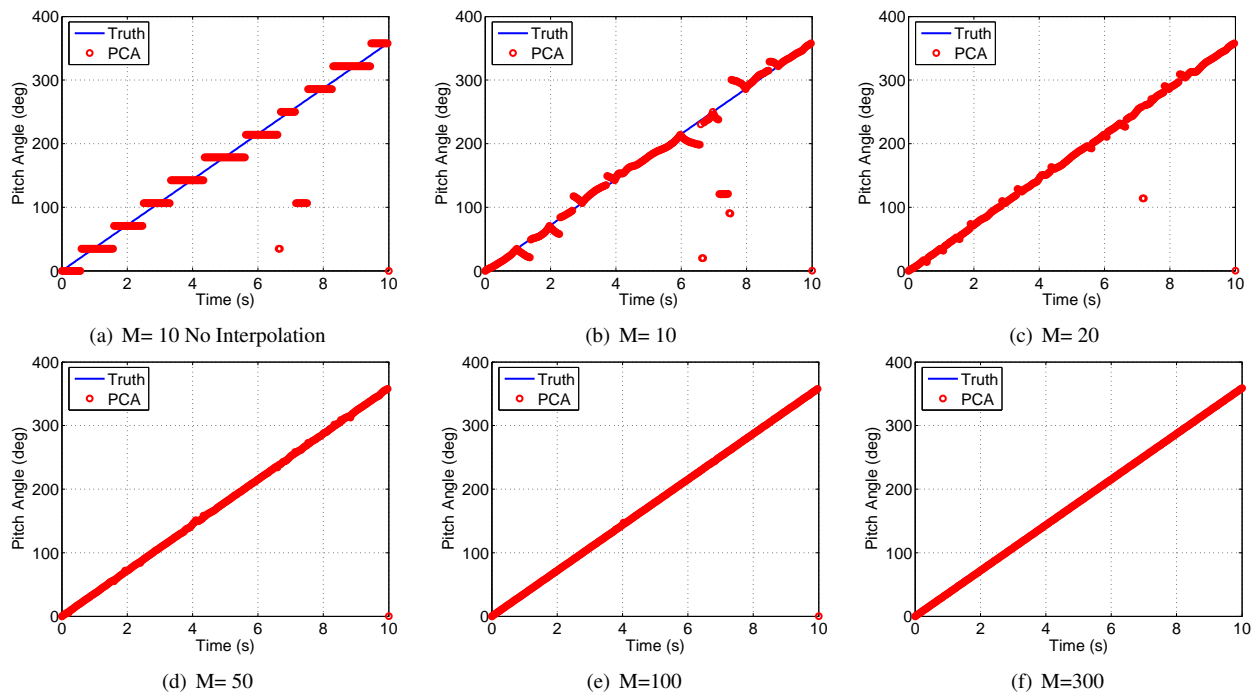 400
300
200
100
0
Pitch Angle (deg)
Truth
PCA
0 2 4 6 8 10
Time (s)
(a) M= 10 No Interpolation
400
300
200
100
0
Pitch Angle (deg)
Truth
PCA
0 2 4 6 8 10
Time (s)
(b) M= 10
400
300
200
100
0
Pitch Angle (deg)
Truth
PCA
0 2 4 6 8 10
Time (s)
(c) M= 20
400
300
200
100
0
Pitch Angle (deg)
Truth
PCA
0 2 4 6 8 10
Time (s)
(d) M= 50
400
300
200
100
0
Pitch Angle (deg)
Truth
PCA
0 2 4 6 8 10
Time (s)
(e) M=100
400
300
200
100
0
Pitch Angle (deg)
Truth
PCA
0 2 4 6 8 10
Time (s)
(f) M=300